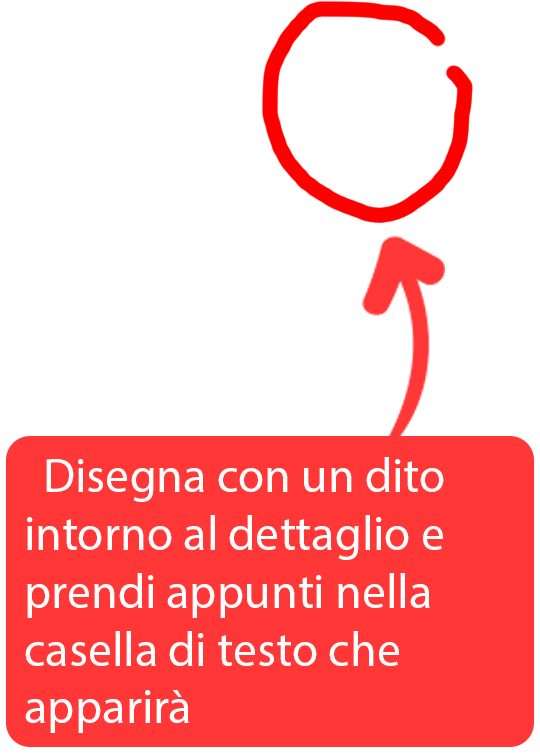 Disegna con un dito
intorno al dettaglio e
prendi appunti nella
casella di testo che
apparirà